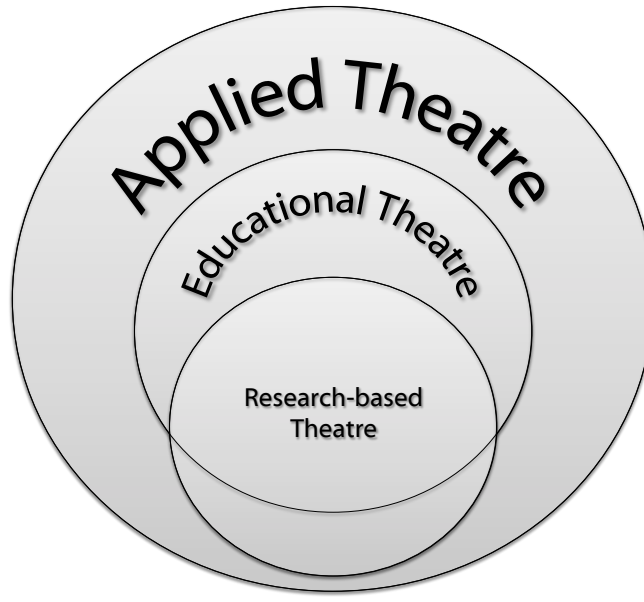 Applied Theatre
Educational Theatre
Research-based
Theatre